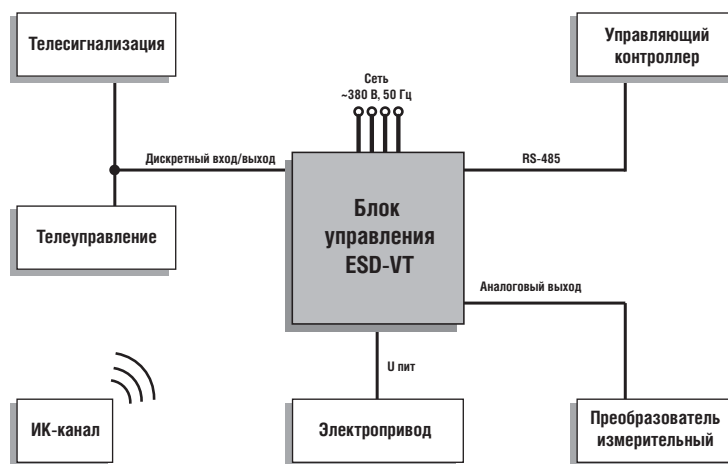 Телесигнализация
Управляющий
контроллер
Сеть
~380 В, 50 Гц
Дискретный вход/выход
RS-485
Блок
управления
ESD-VT
Телеуправление
Аналоговый выход
U пит
ИК-канал
Электропривод
Преобразователь
измерительный